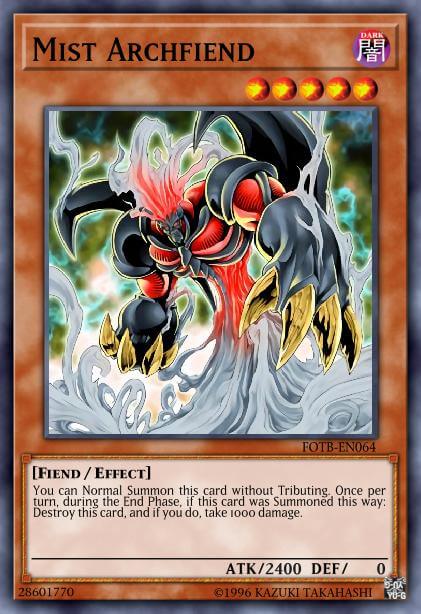 Mist Archfiend
DARK
闇
FOTB-EN064
[Fiend / Effect]
You can Normal Summon this card without Tributing. Once per
turn, during the End Phase, if this card was Summoned this way:
Destroy this card, and if you do, take 1000 damage.
ATK/2400 DEF/ 0
28601770 ©1996 KAZUKI TAKAHASHI